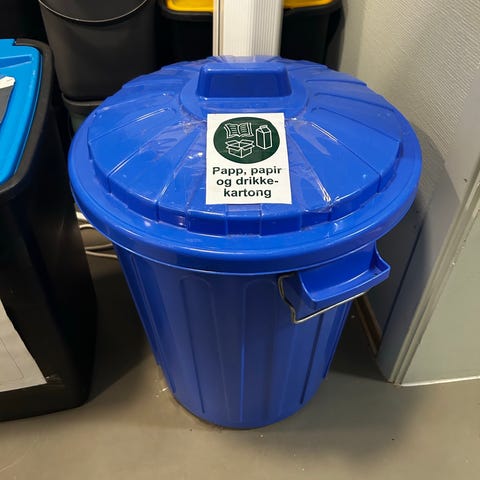 Papp, papir
og drikke-
kartong